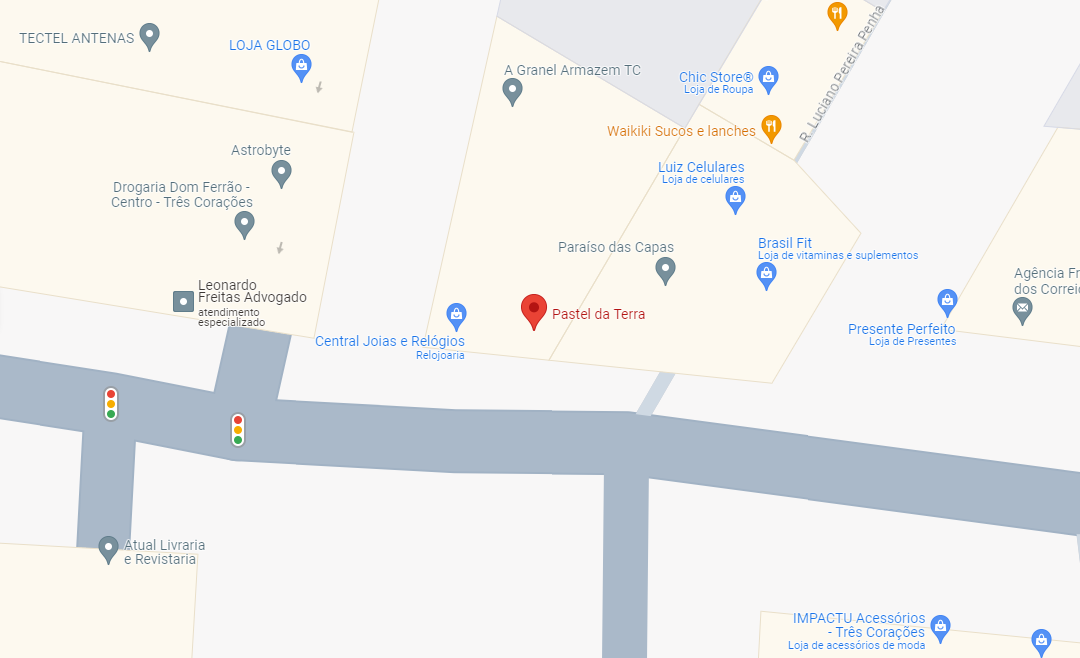 TECTEL ANTENAS
LOJA GLOBO
A Granel Armazem TC
Chic Store®
Loja de Roupa
R. Luciano Pereira Penha
Waikiki Sucos e lanches
Astrobyte
Luiz Celulares
Loja de celulares
Drogaria Dom Ferrão -
Centro - Três Corações
Paraíso das Capas
Brasil Fit
Loja de vitaminas e suplementos
Leonardo
Freitas Advogado
atendimento
especializado
Agência Fr
dos Correio
Pastel da Terra
Central Joias e Relógios
Relojoaria
Presente Perfeito
Loja de Presentes
Atual Livraria
e Revistaria
IMPACTU Acessórios
- Três Corações
Loja de acessórios de moda